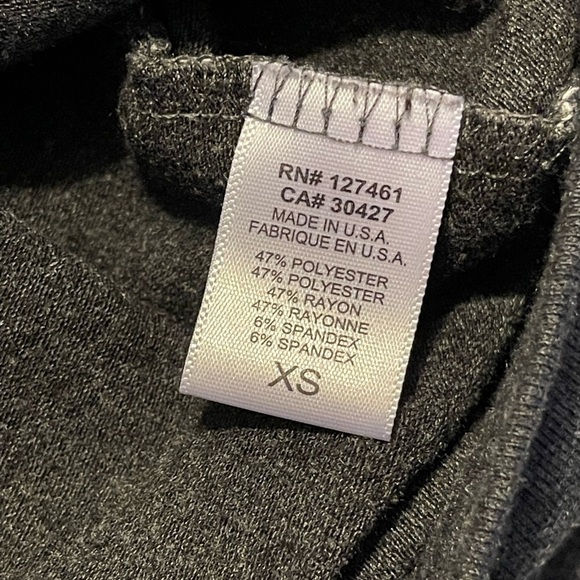 RN# 127461
CA# 30427
MADE IN U.S.A.
FABRIQUE EN U.S.A.
47% POLYESTER
47% POLYESTER
47% RAYON
47% RAYONNE
6% SPANDEX
6% SPANDEX
XS